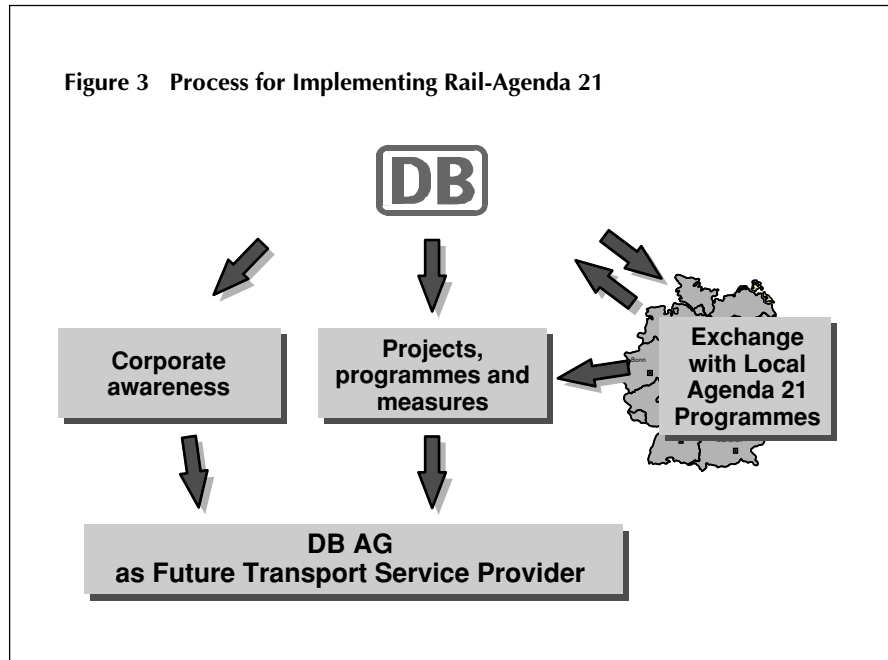 Figure 3 Process for Implementing Rail-Agenda 21
DB
Corporate
awareness
Projects,
programmes and
measures
Bonn
Exchange
with Local
Agenda 21
Programmes
DB AG
as Future Transport Service Provider